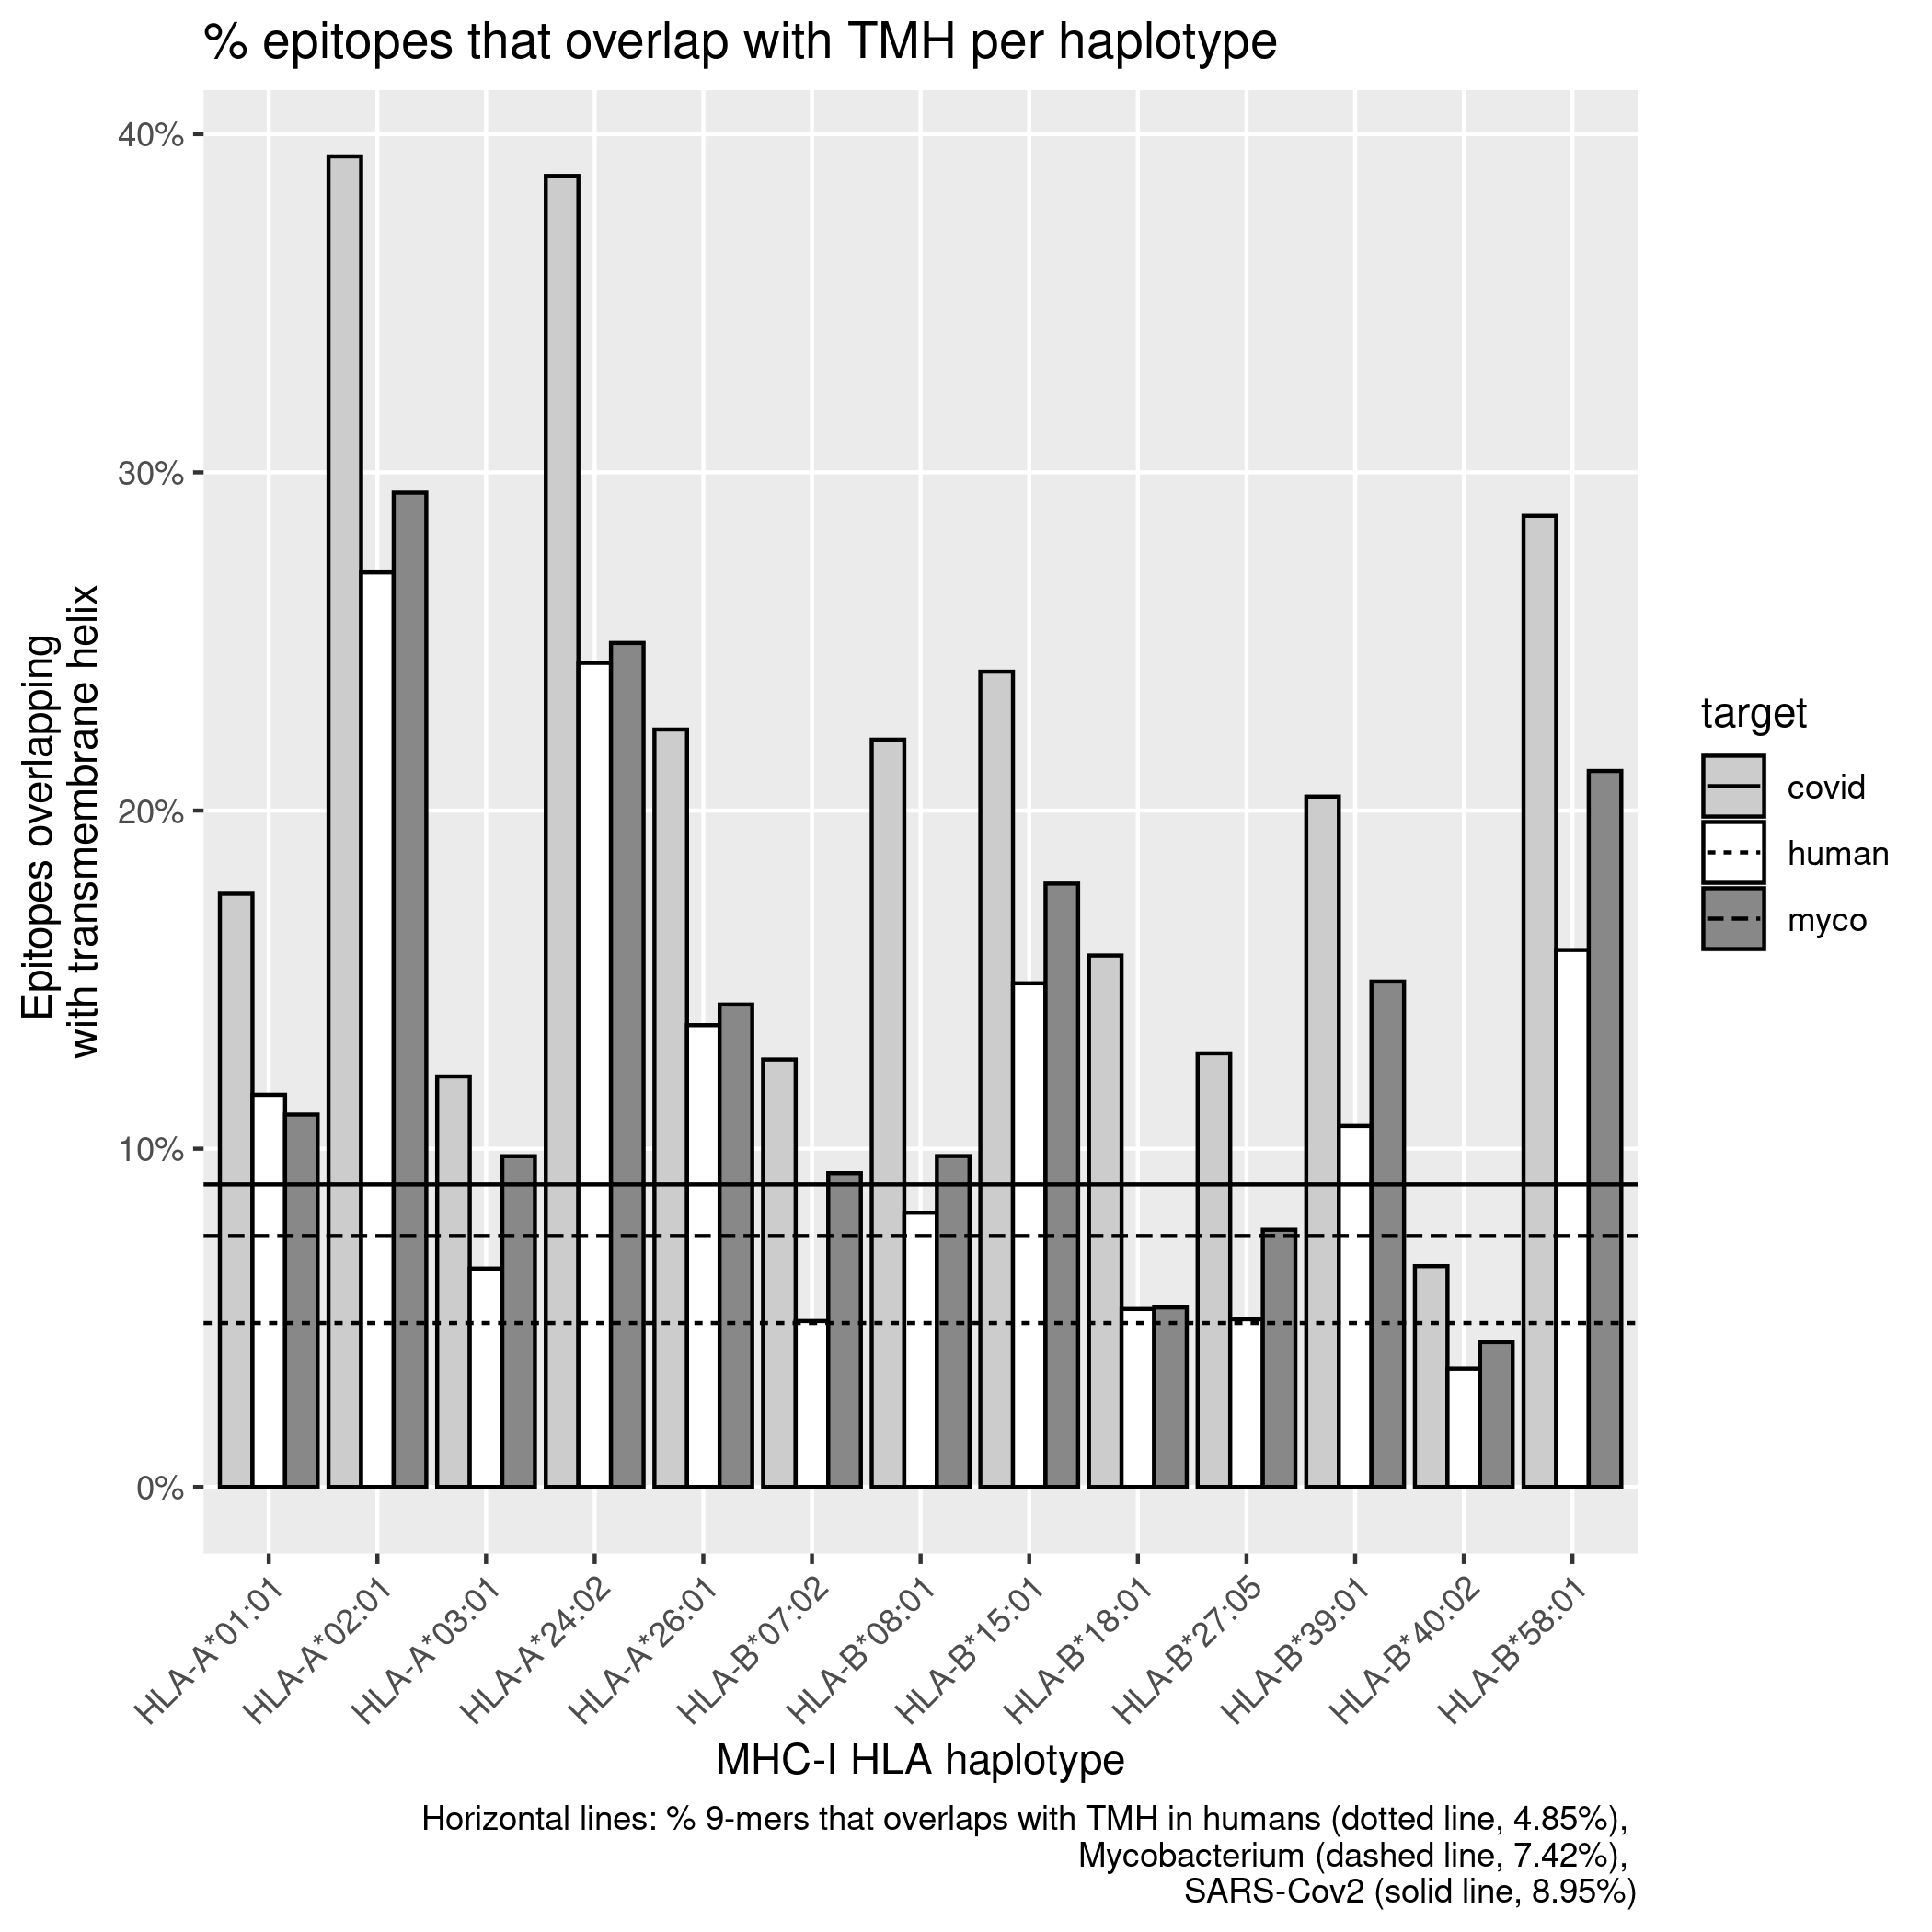 % epitopes that overlap with TMH per haplotype
40%
30%
20%
10%
0%
Epitopes overlapping
with transmembrane helix
HLA-A*01:01
HLA-A*02:01
HLA-A*03:01
HLA-A*24:02
HLA-A*26:01
HLA-B*07:02
HLA-B*08:01
HLA-B*15:01
HLA-B*18:01
HLA-B*27:05
HLA-B*39:01
HLA-B*40:02
HLA-B*58:01
MHC-I HLA haplotype
target
covid
human
myco
Horizontal lines: % 9-mers that overlaps with TMH in humans (dotted line, 4.85%),
Mycobacterium (dashed line, 7.42%),
SARS-Cov2 (solid line, 8.95%)